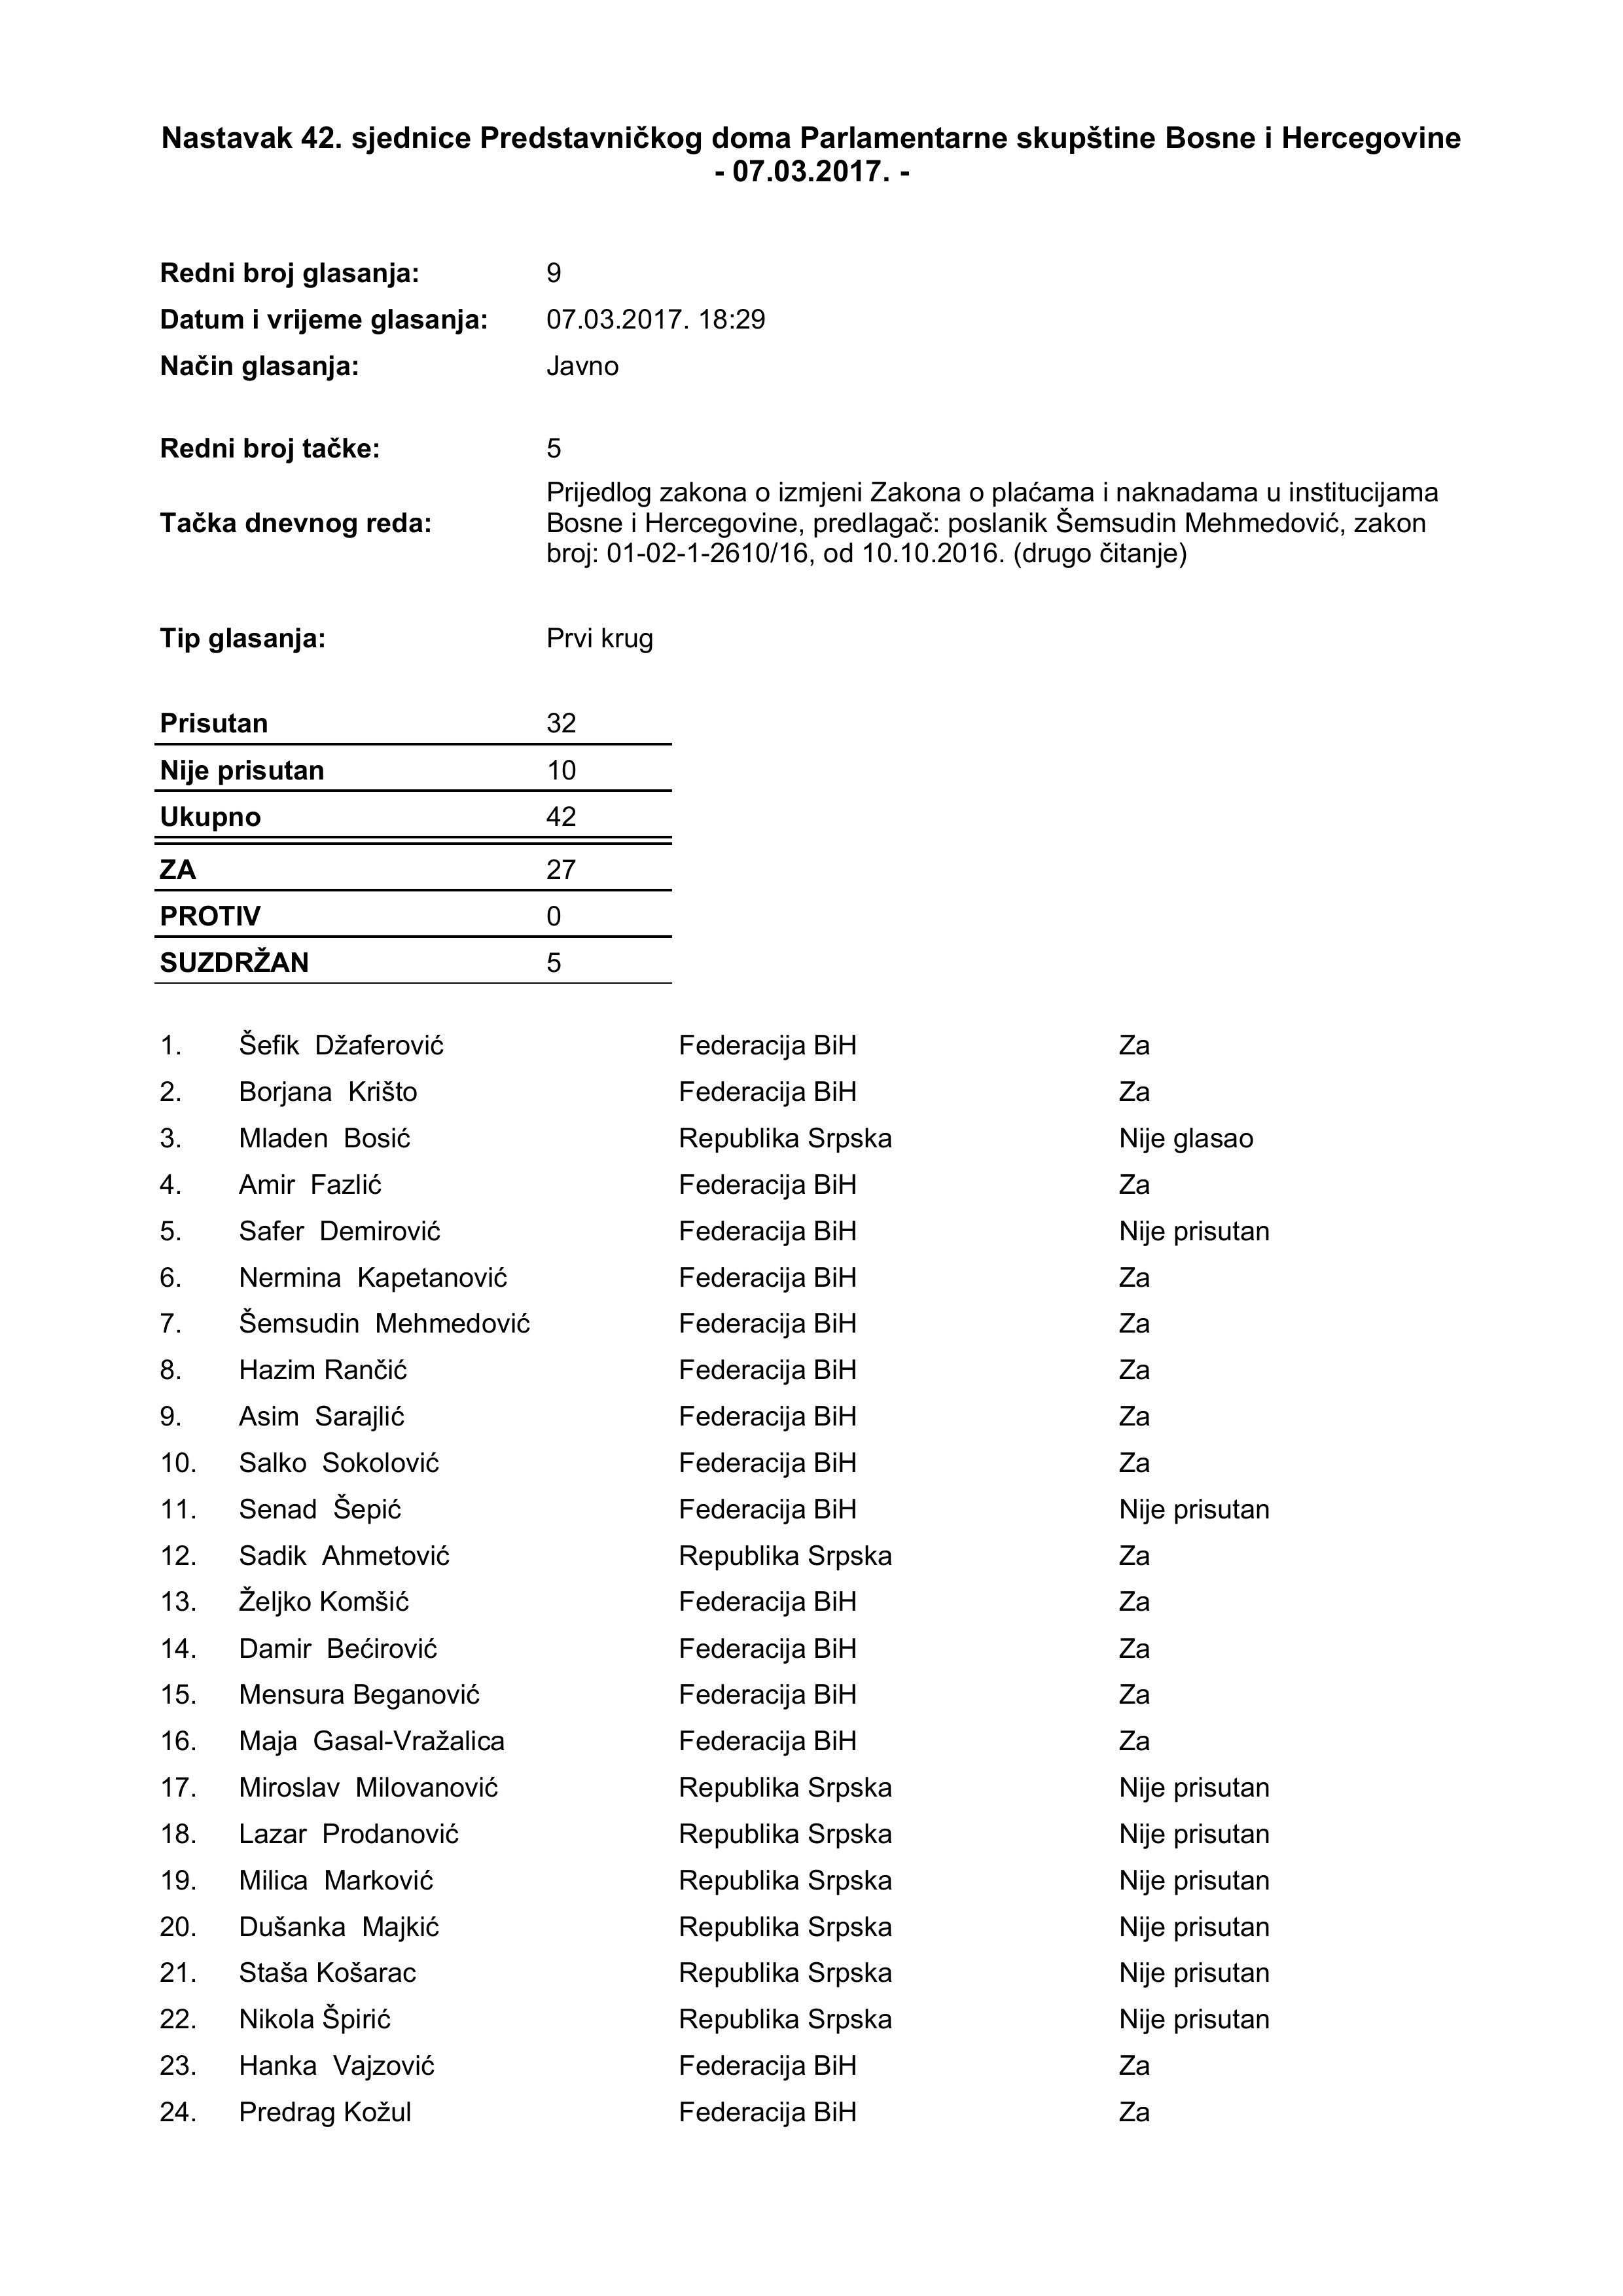 Nastavak 42. sjednice Predstavničkog doma Parlamentarne skupštine Bosne i Hercegovine
- 07.03.2017. -
Redni broj glasanja: 9
Datum i vrijeme glasanja: 07.03.2017. 18:29
Način glasanja: Javno
Redni broj tačke: 5
Tačka dnevnog reda: Prijedlog zakona o izmjeni Zakona o plaćama i naknadama u institucijama
Bosne i Hercegovine, predlagač: poslanik Šemsudin Mehmedović, zakon
broj: 01-02-1-2610/16, od 10.10.2016. (drugo čitanje)
Tip glasanja: Prvi krug
Prisutan 32
Nije prisutan 10
Ukupno 42
ZA 27
PROTIV 0
SUZDRŽAN 5
1. Šefik Džaferović Federacija BiH Za
2. Borjana Krišto Federacija BiH Za
3. Mladen Bosić Republika Srpska Nije glasao
4. Amir Fazlić Federacija BiH Za
5. Safer Demirović Federacija BiH Nije prisutan
6. Nermina Kapetanović Federacija BiH Za
7. Šemsudin Mehmedović Federacija BiH Za
8. Hazim Rančić Federacija BiH Za
9. Asim Sarajlić Federacija BiH Za
10. Salko Sokolović Federacija BiH Za
11. Senad Šepić Federacija BiH Nije prisutan
12. Sadik Ahmetović Republika Srpska Za
13. Željko Komšić Federacija BiH Za
14. Damir Bećirović Federacija BiH Za
15. Mensura Beganović Federacija BiH Za
16. Maja Gasal-Vražalica Federacija BiH Za
17. Miroslav Milovanović Republika Srpska Nije prisutan
18. Lazar Prodanović Republika Srpska Nije prisutan
19. Milica Marković Republika Srpska Nije prisutan
20. Dušanka Majkić Republika Srpska Nije prisutan
21. Staša Košarac Republika Srpska Nije prisutan
22. Nikola Špirić Republika Srpska Nije prisutan
23. Hanka Vajzović Federacija BiH Za
24. Predrag Kožul Federacija BiH Za